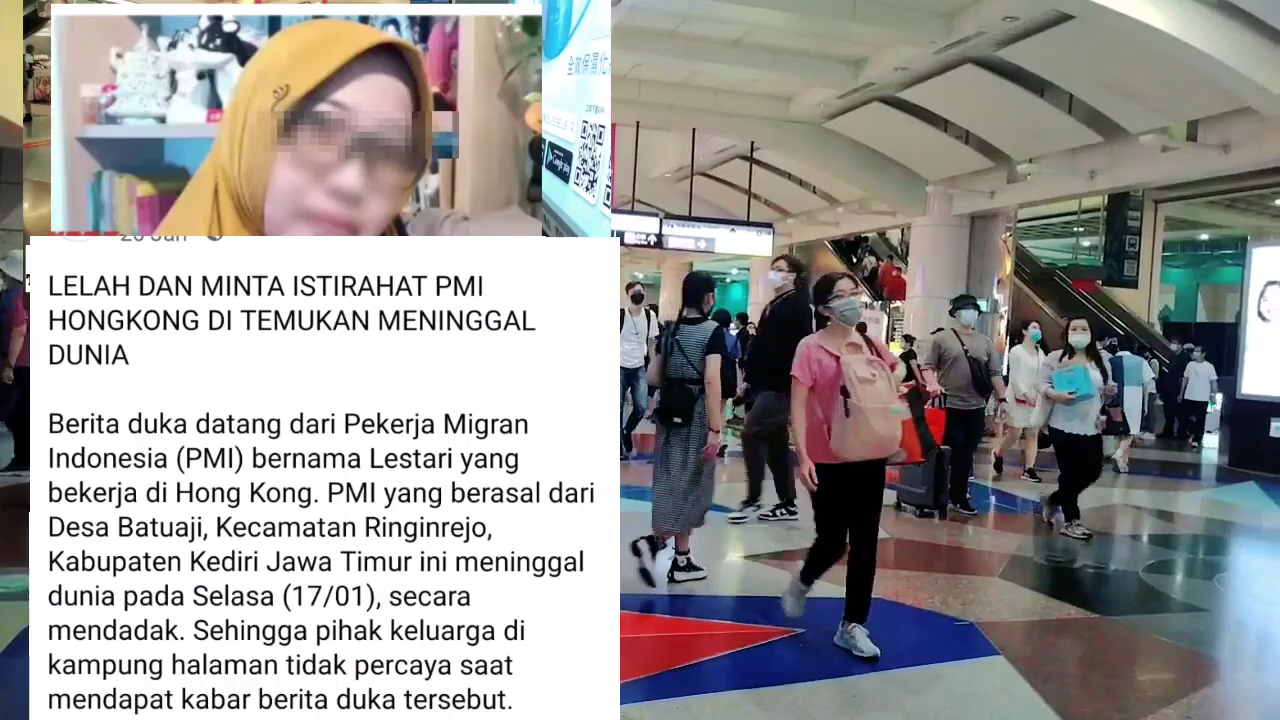 Google play
LELAH DAN MINTA ISTIRAHAT PMI
HONGKONG DI TEMUKAN MENINGGAL
DUNIA
Berita duka datang dari Pekerja Migran
Indonesia (PMI) bernama Lestari yang
bekerja di Hong Kong. PMI yang berasal dari
Desa Batuaji, Kecamatan Ringinrejo,
Kabupaten Kediri Jawa Timur ini meninggal
dunia pada Selasa (17/01), secara
mendadak. Sehingga pihak keluarga di
kampung halaman tidak percaya saat
mendapat kabar berita duka tersebut.